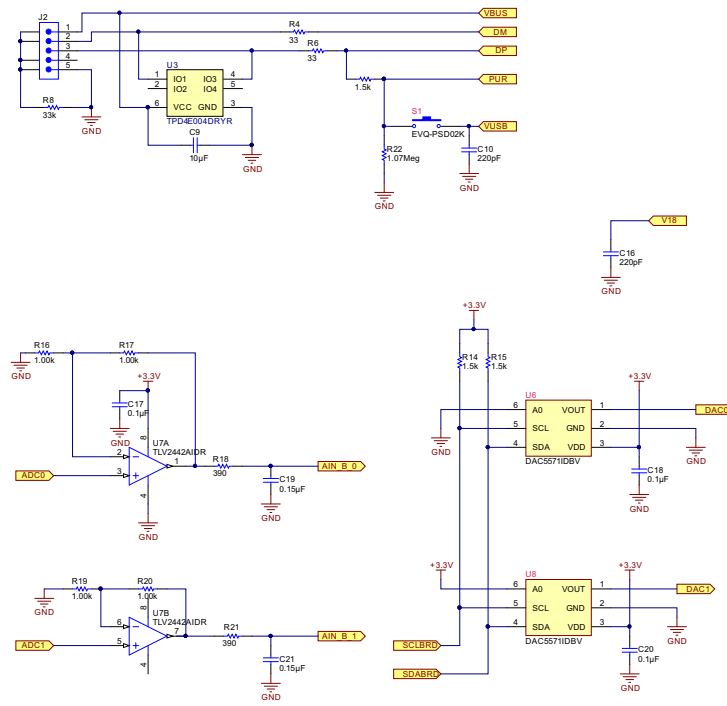 J2
1
2
3
4
5
R8
33k
GND
VBUS
R4
33
DM
R6
33
DP
1.5k
PUR
U3
1 IO1 IO3 4
2 IO2 IO4 5
6 VCC GND 3
TPD4E004DRYR
C9
10µF
GND
S1
EVQ-PSD02K
VUSB
R22
1.07Meg
GND
C10
220pF
GND
V18
C16
220pF
GND
R16
1.00k
GND
R17
1.00k
+3.3V
C17
0.1µF
GND
U7A
TLV2442AIDR
8
2
3
1
4
ADC0
GND
R18
390
AIN_B_0
C19
0.15µF
GND
R19
1.00k
GND
R20
1.00k
U7B
TLV2442AIDR
8
6
5
7
4
ADC1
R21
390
AIN_B_1
C21
0.15µF
GND
+3.3V
R14
1.5k
R15
1.5k
U6
6 A0 VOUT 1
5 SCL GND 2
4 SDA VDD 3
DAC5571IDBV
GND
+3.3V
DAC0
GND
C18
0.1µF
GND
+3.3V
U8
6 A0 VOUT 1
5 SCL GND 2
4 SDA VDD 3
DAC5571IDBV
+3.3V
DAC1
GND
C20
0.1µF
GND
SCLBRD
SDABRD